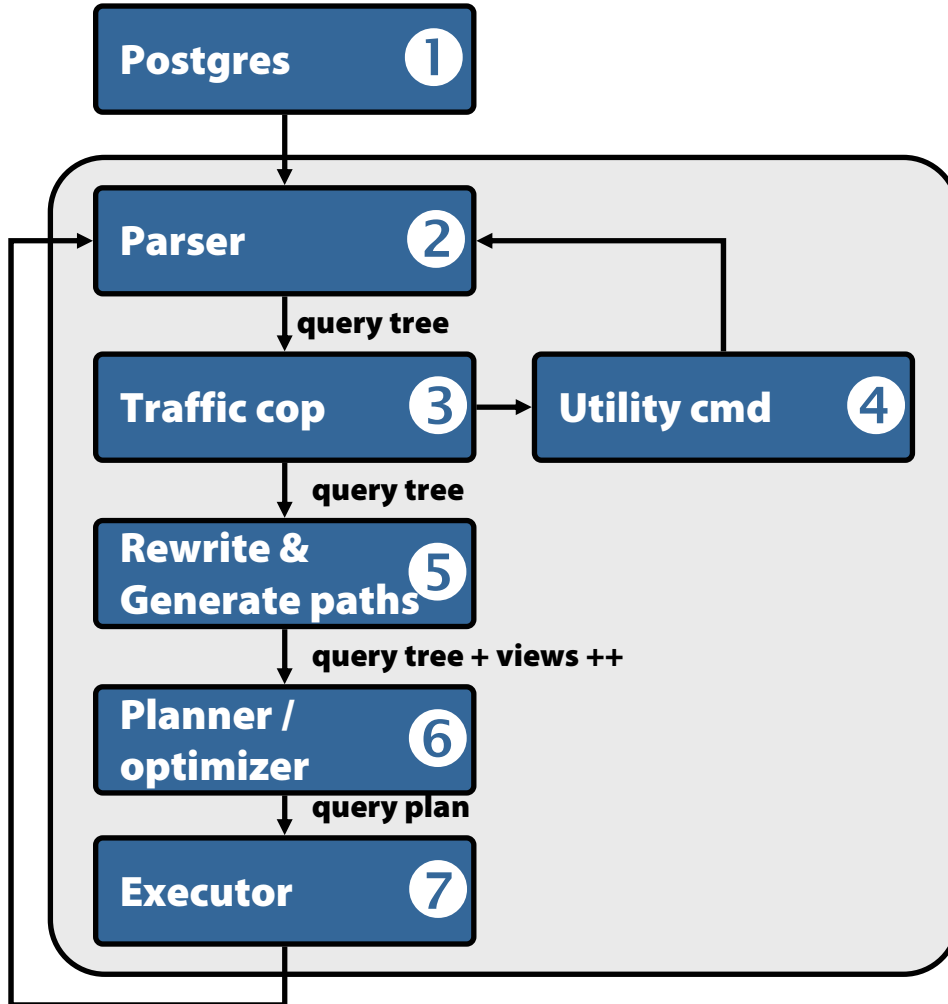 Postgres 1
Parser 2
query tree
Traffic cop 3
Utility cmd 4
query tree
Rewrite &
Generate paths 5
query tree + views ++
Planner /
optimizer 6
query plan
Executor 7